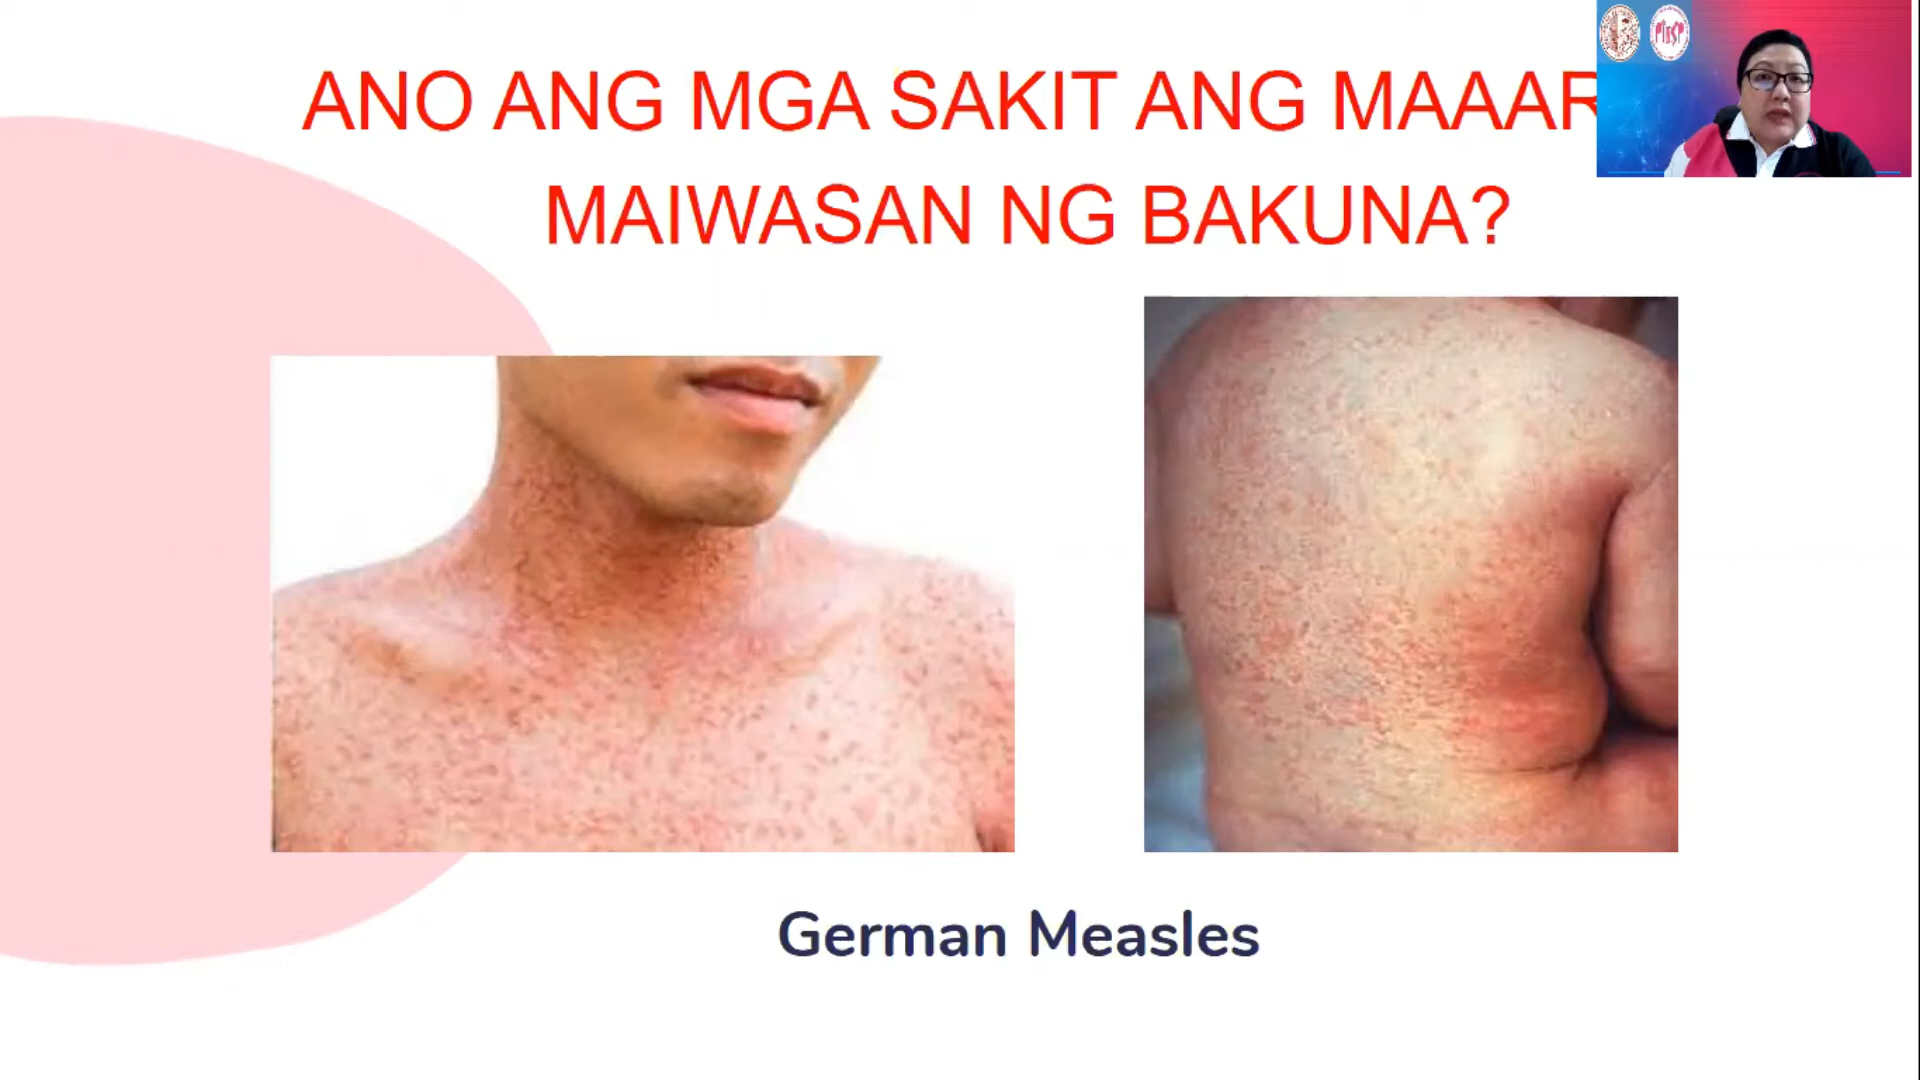 ANO ANG MGA SAKIT ANG MAAAR
MAIWASAN NG BAKUNA?
German Measles